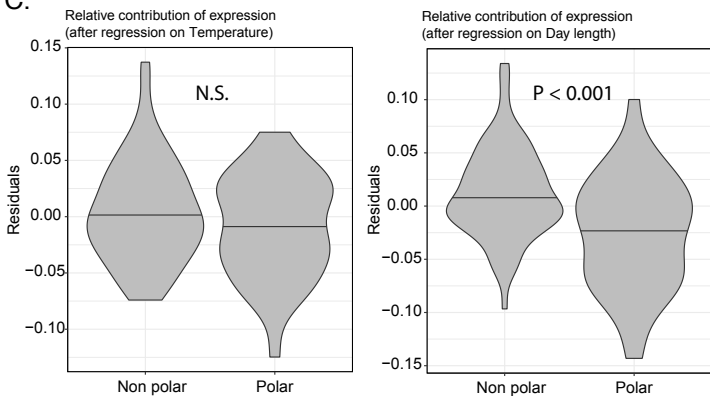 C.
Relative contribution of expression
(after regression on Temperature)
Residuals
0.15
0.10
0.05
0.00
−0.05
−0.10
N.S.
Non polar
Polar
Relative contribution of expression
(after regression on Day length)
Residuals
0.10
0.05
0.00
−0.05
−0.10
−0.15
P < 0.001
Non polar
Polar